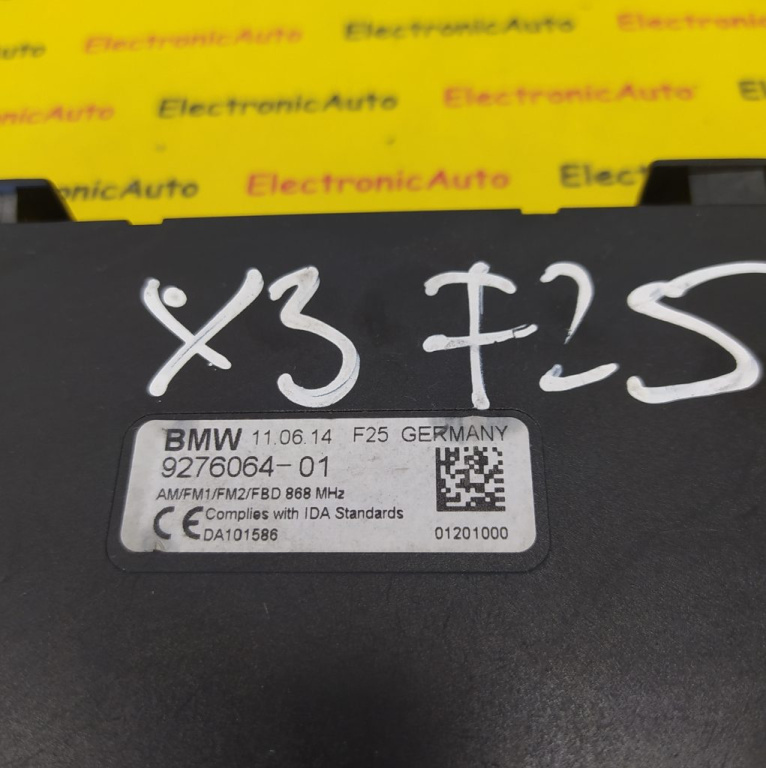 ElectronicAuto ElectronicAuto
ElectronicAuto ElectronicAuto
ElectronicAuto ElectronicAuto
X3 F25
BMW 11.06.14 F25 GERMANY
9276064-01
AM/FM1/FM2/FBD 868 MHz
CE Complies with IDA Standards
DA101586 01201000